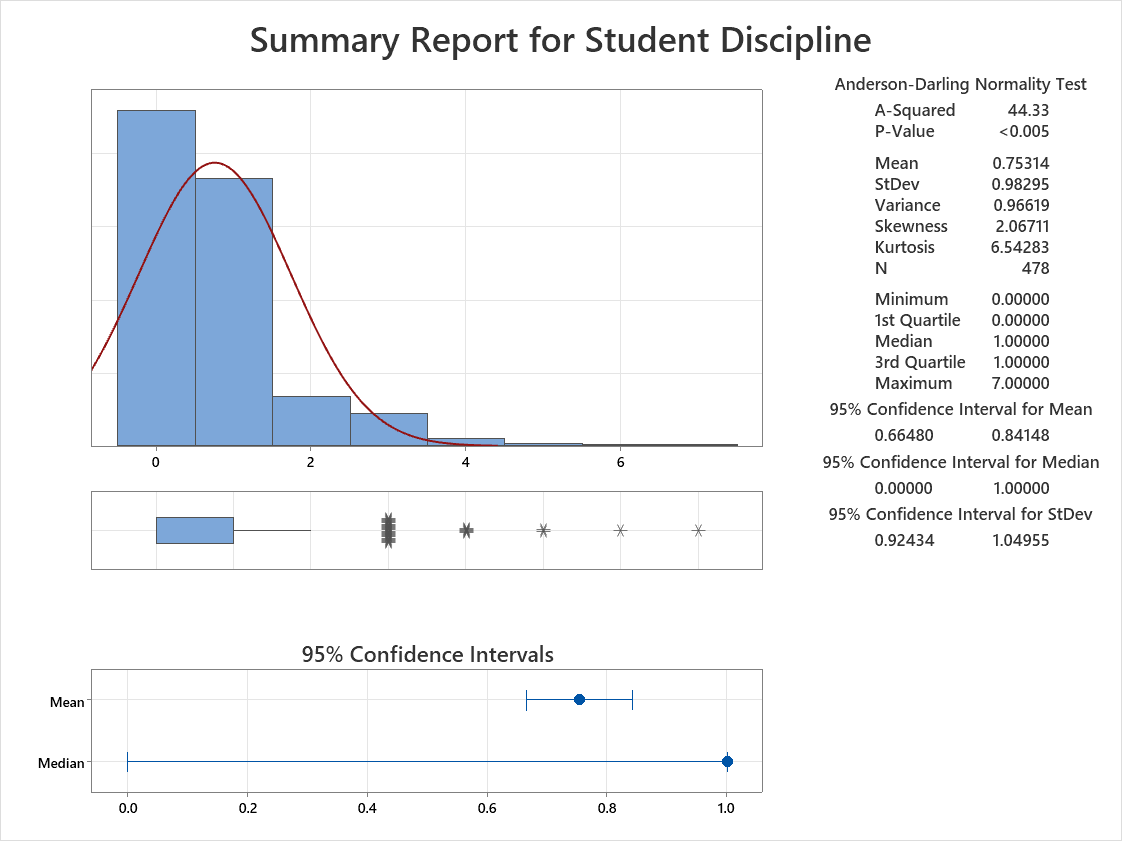 Summary Report for Student Discipline
0 2 4 6
Anderson-Darling Normality Test
A-Squared 44.33
P-Value <0.005
Mean 0.75314
StDev 0.98295
Variance 0.96619
Skewness 2.06711
Kurtosis 6.54283
N 478
Minimum 0.00000
1st Quartile 0.00000
Median 1.00000
3rd Quartile 1.00000
Maximum 7.00000
95% Confidence Interval for Mean
0.66480 0.84148
95% Confidence Interval for Median
0.00000 1.00000
95% Confidence Interval for StDev
0.92434 1.04955
95% Confidence Intervals
Mean
Median
0.0 0.2 0.4 0.6 0.8 1.0